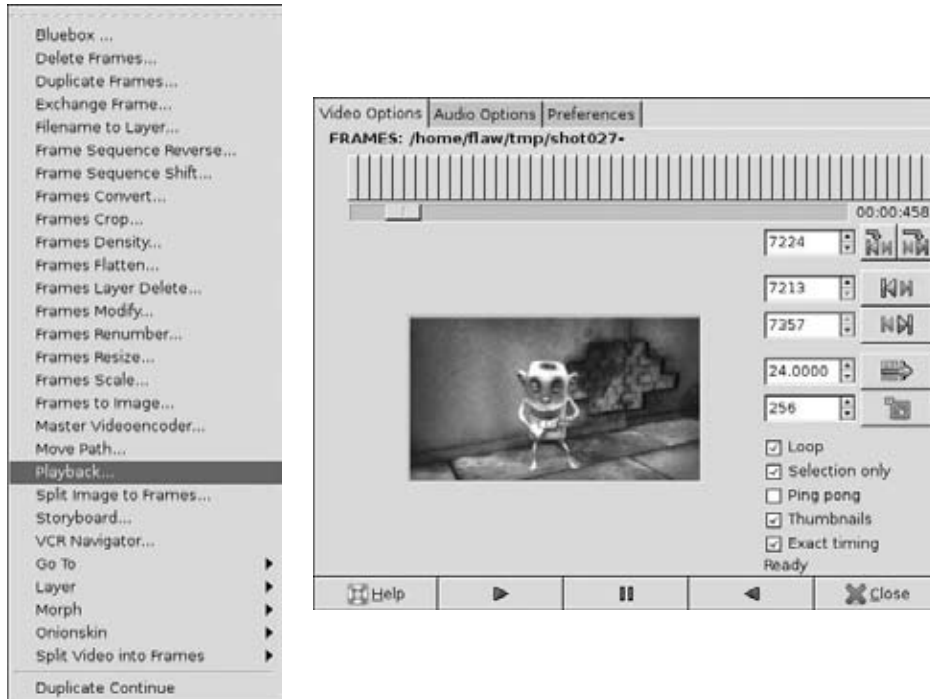 Bluebox ...
Delete Frames...
Duplicate Frames...
Exchange Frame...
Filename to Layer...
Frame Sequence Reverse...
Frame Sequence Shift...
Frames Convert...
Frames Crop...
Frames Density...
Frames Flatten...
Frames Layer Delete...
Frames Modify...
Frames Renumber...
Frames Resize...
Frames Scale...
Frames to Image...
Master Videoencoder...
Move Path...
Playback...
Split Image to Frames...
Storyboard...
VCR Navigator...
Go To
Layer
Morph
Onionskin
Split Video into Frames
Duplicate Continue
Video Options Audio Options Preferences
FRAMES: /home/flaw/tmp/shot027-
00:00:458
7224
7213
7357
24.0000
256
Loop
Selection only
Ping pong
Thumbnails
Exact timing
Ready
Help Close